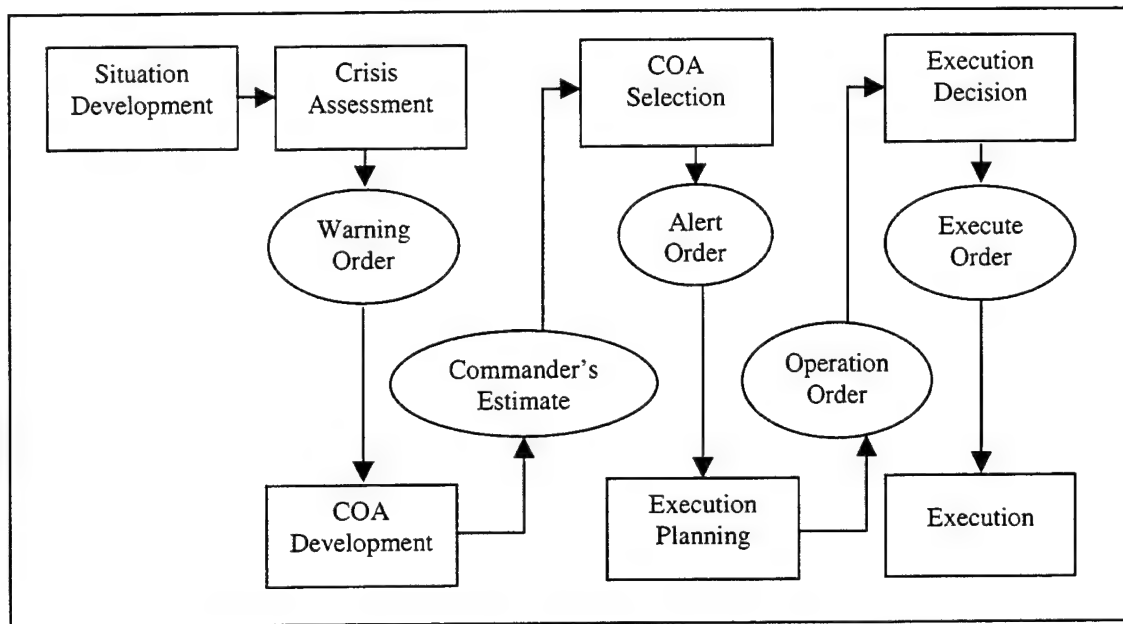 Situation
Development
Crisis
Assessment
Warning
Order
COA
Development
Commander's
Estimate
COA
Selection
Alert
Order
Execution
Planning
Operation
Order
Execution
Decision
Execute
Order
Execution